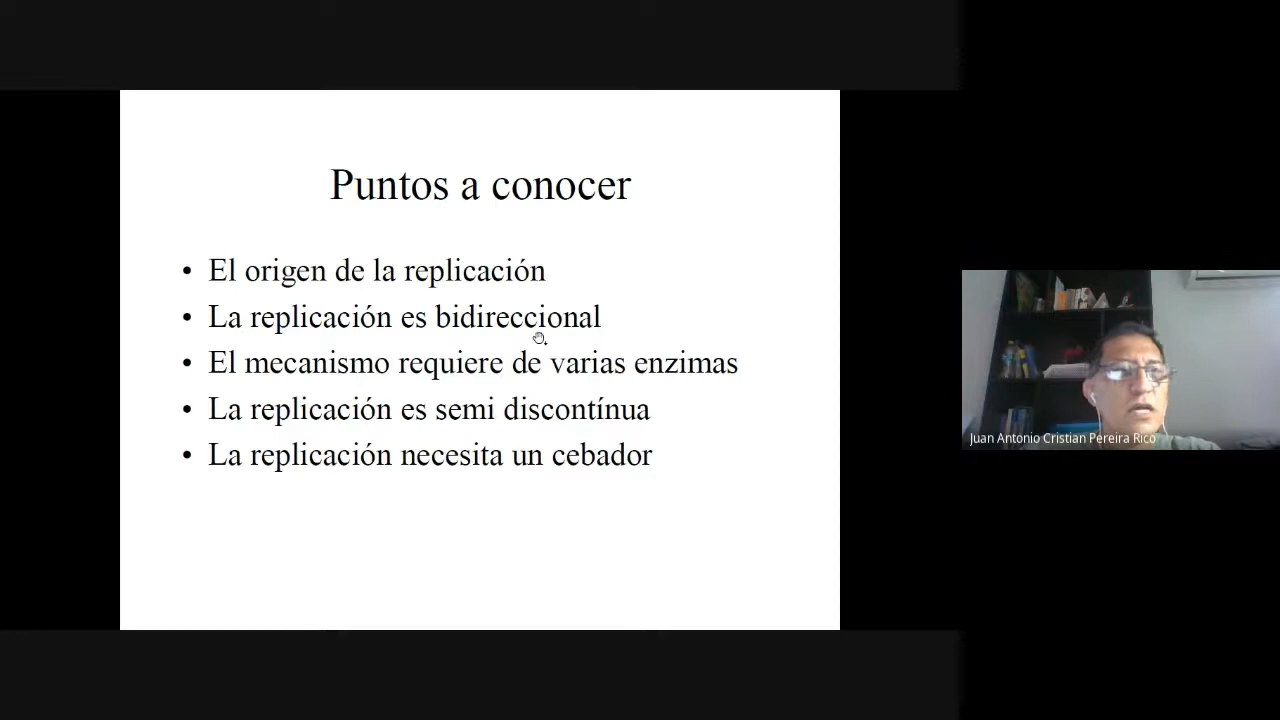 Puntos a conocer
• El origen de la replicación
• La replicación es bidireccional
• El mecanismo requiere de varias enzimas
• La replicación es semi discontínua
• La replicación necesita un cebador
Juan Antonio Cristian Pereira Rico